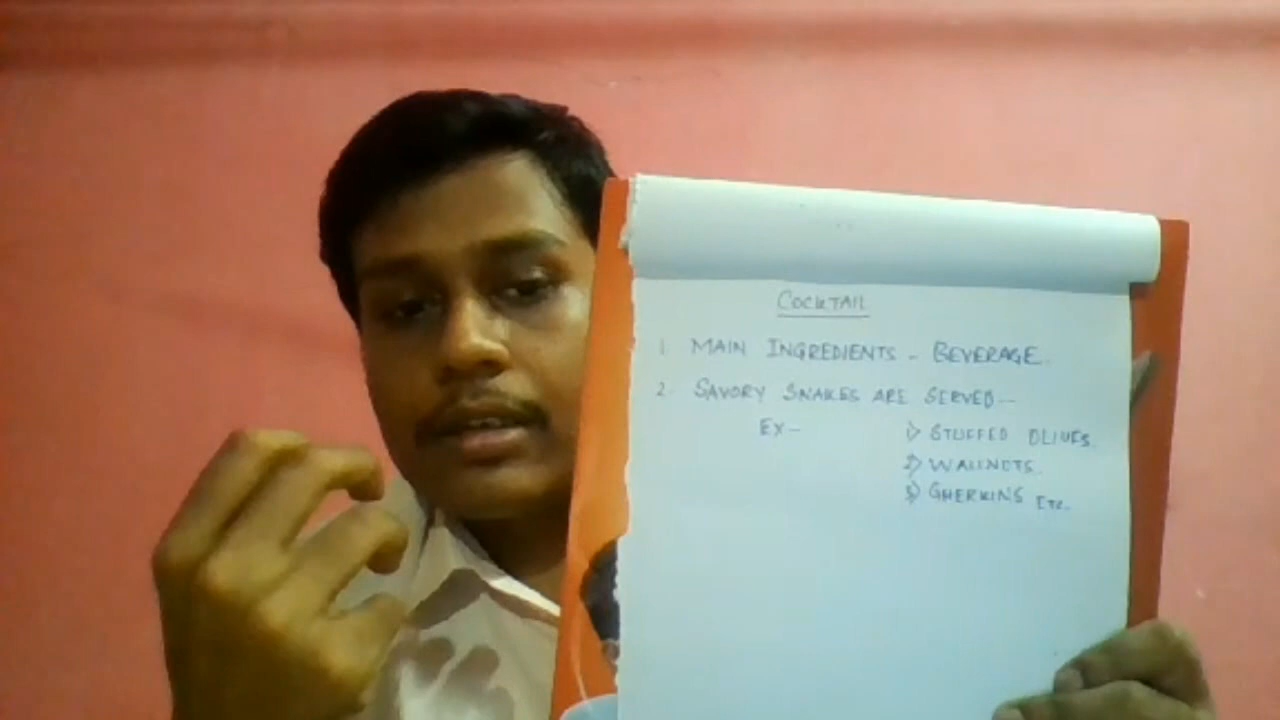 COCKTAIL
1. MAIN INGREDIENTS - BEVERAGE.
2. SAVORY SNAKES ARE SERVED -
EX - 1) STUFFED OLIVES.
2) WALLNUTS.
3) GHERKINS ETC.